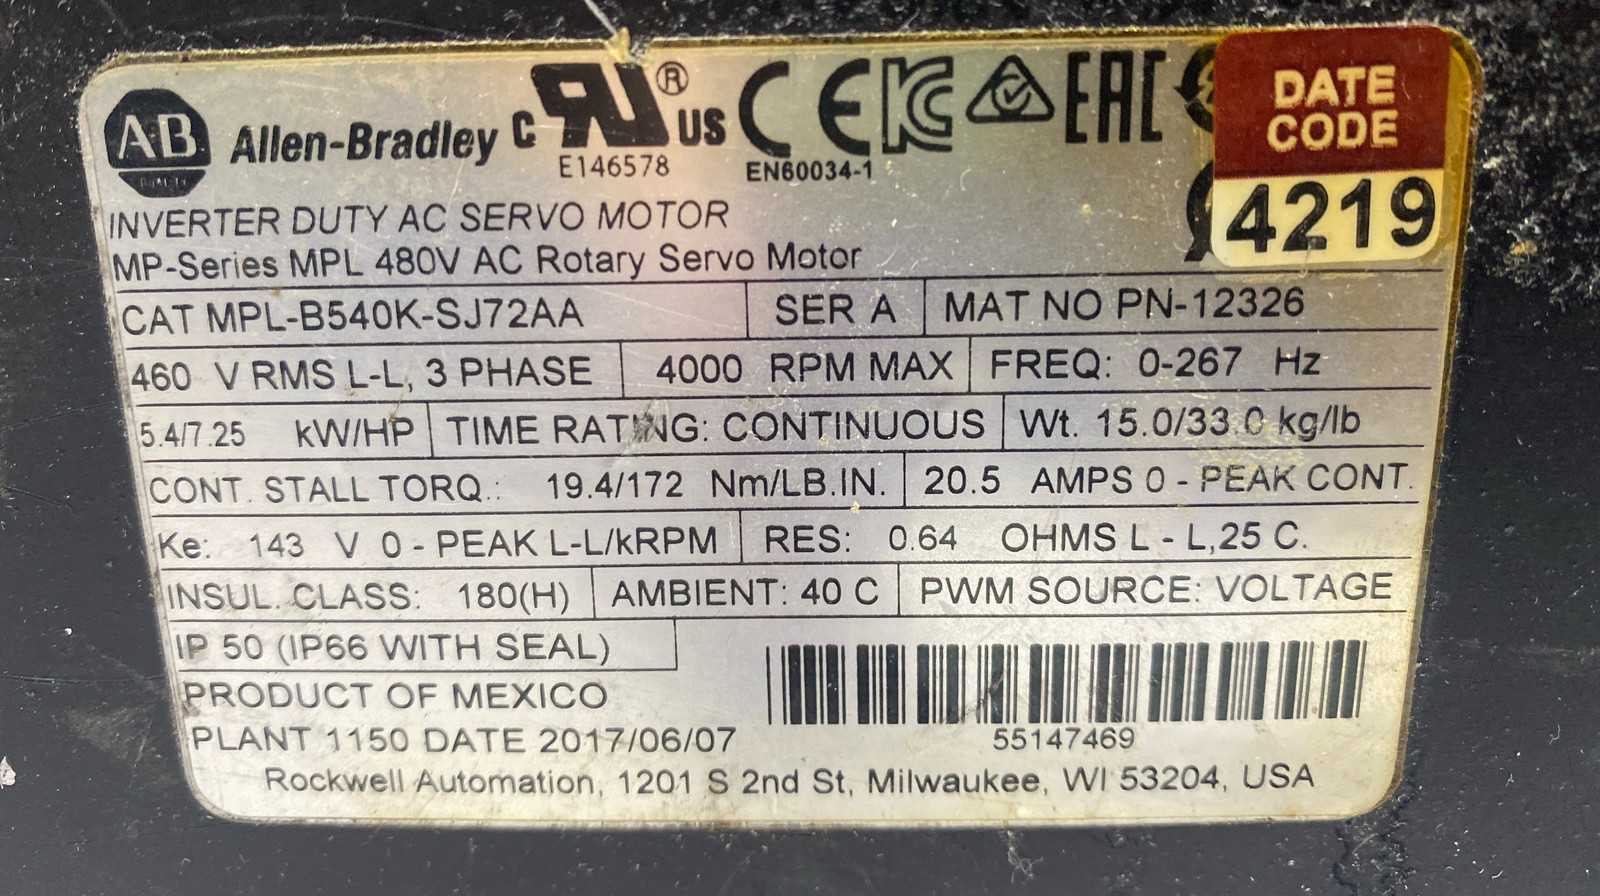 A·B Allen-Bradley
c RU ® US
E146578
CE
EN60034-1
KC
EAC
DATE
CODE
4219
INVERTER DUTY AC SERVO MOTOR
MP-Series MPL 480V AC Rotary Servo Motor
CAT MPL-B540K-SJ72AA SER A MAT NO PN-12326
460 V RMS L-L, 3 PHASE 4000 RPM MAX FREQ: 0-267 Hz
5.4/7.25 kW/HP TIME RATING: CONTINUOUS Wt. 15.0/33.0 kg/lb
CONT. STALL TORQ.: 19.4/172 Nm/LB.IN. 20.5 AMPS 0 - PEAK CONT.
Ke: 143 V 0 - PEAK L-L/kRPM RES: 0.64 OHMS L - L,25 C.
INSUL. CLASS: 180(H) AMBIENT: 40 C PWM SOURCE: VOLTAGE
IP 50 (IP66 WITH SEAL)
PRODUCT OF MEXICO
PLANT 1150 DATE 2017/06/07
55147469
Rockwell Automation, 1201 S 2nd St, Milwaukee, WI 53204, USA